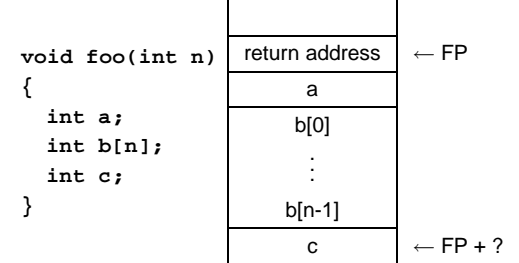 void foo(int n)
{
  int a;
  int b[n];
  int c;
}
return address
a
b[0]
⋮
b[n-1]
c
← FP
← FP + ?